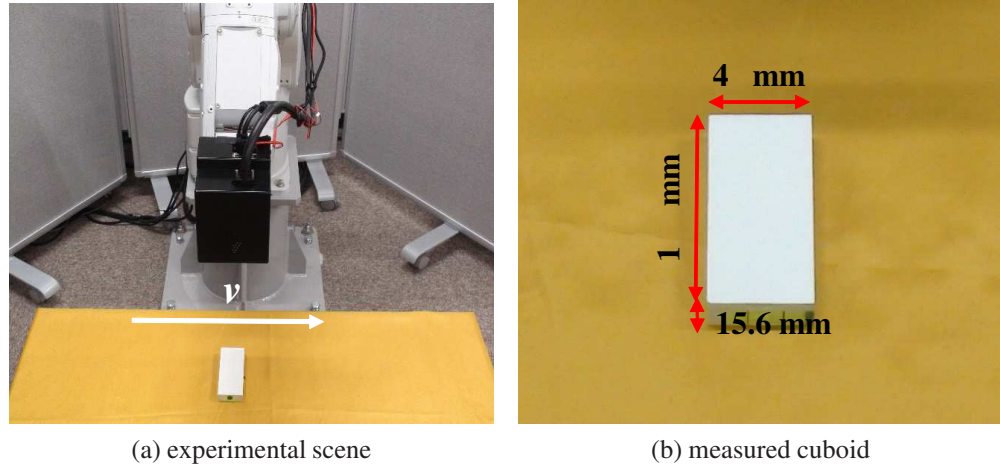 v
4 mm
1 mm
15.6 mm
(a) experimental scene
(b) measured cuboid